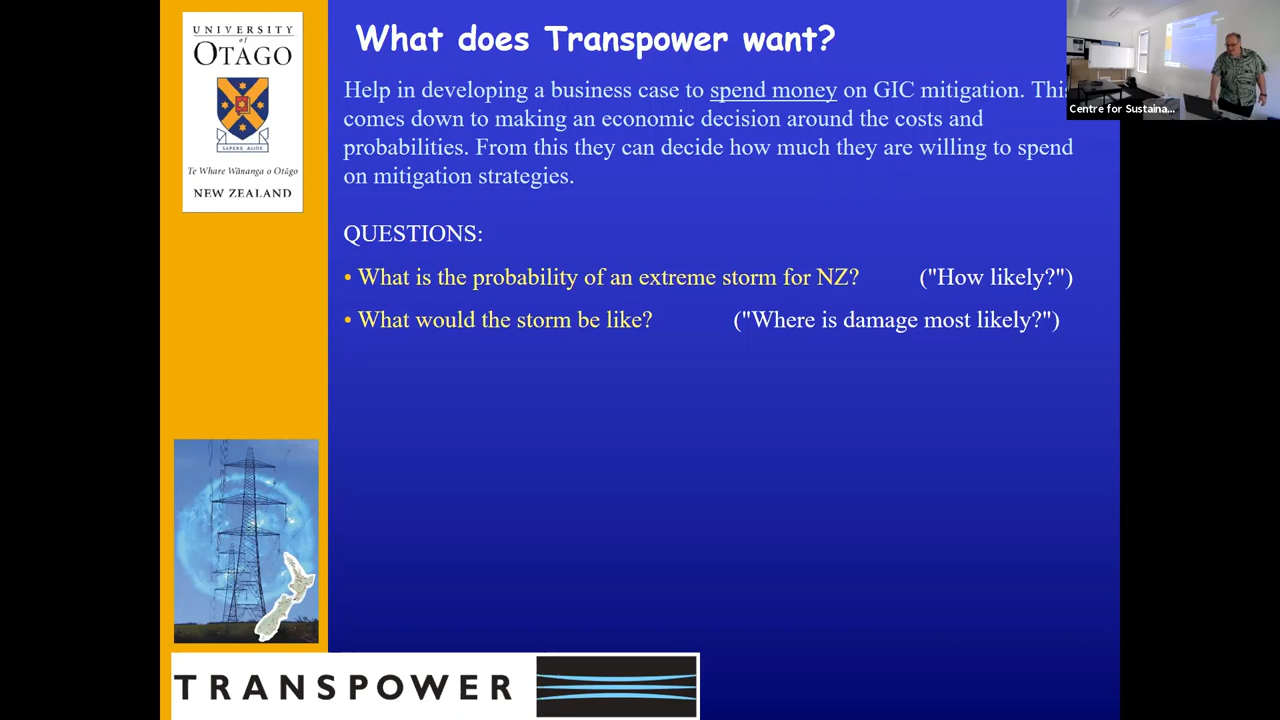 UNIVERSITY
of
OTAGO
SAPERE AUDE
Te Whare Wānanga o Otāgo
NEW ZEALAND
What does Transpower want?
Help in developing a business case to spend money on GIC mitigation. This
comes down to making an economic decision around the costs and
probabilities. From this they can decide how much they are willing to spend
on mitigation strategies.
QUESTIONS:
• What is the probability of an extreme storm for NZ? ("How likely?")
• What would the storm be like? ("Where is damage most likely?")
Centre for Sustaina...
TRANSPOWER